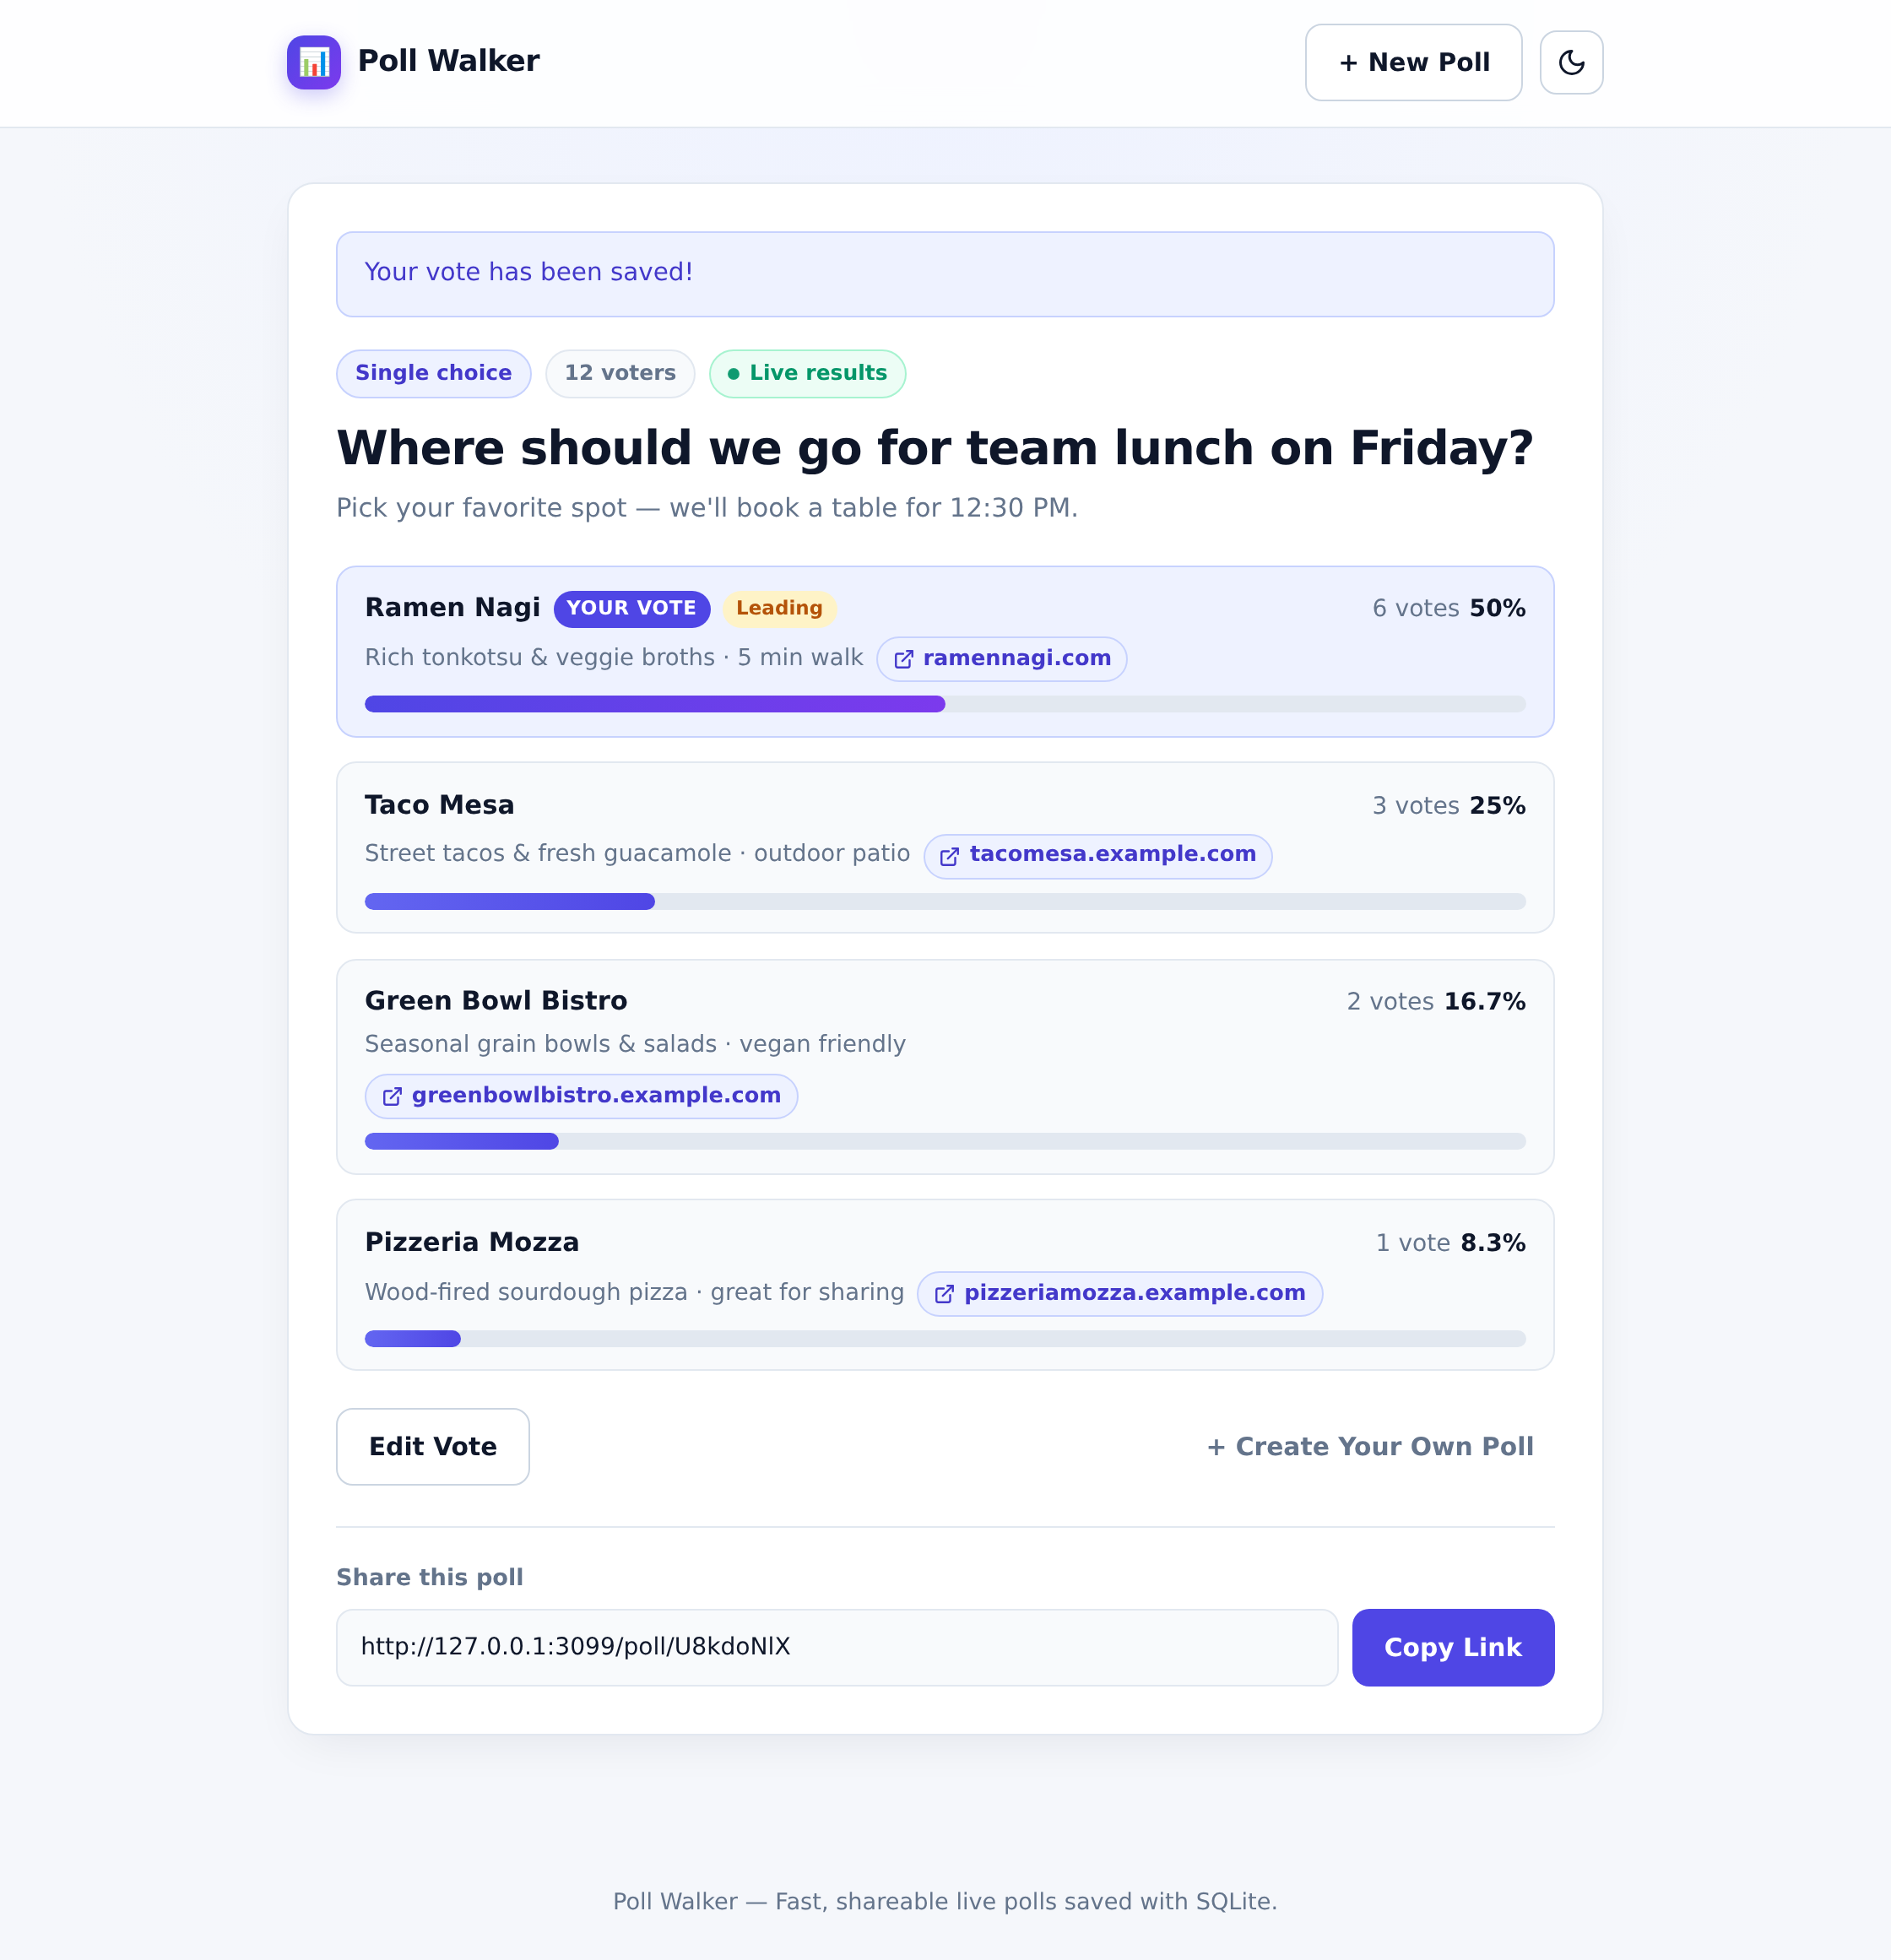 Poll Walker
+ New Poll
Your vote has been saved!
Single choice 12 voters Live results
Where should we go for team lunch on Friday?
Pick your favorite spot — we'll book a table for 12:30 PM.
Ramen Nagi YOUR VOTE Leading 6 votes 50%
Rich tonkotsu & veggie broths · 5 min walk ramennagi.com
Taco Mesa 3 votes 25%
Street tacos & fresh guacamole · outdoor patio tacomesa.example.com
Green Bowl Bistro 2 votes 16.7%
Seasonal grain bowls & salads · vegan friendly
greenbowlbistro.example.com
Pizzeria Mozza 1 vote 8.3%
Wood-fired sourdough pizza · great for sharing pizzeriamozza.example.com
Edit Vote + Create Your Own Poll
Share this poll
http://127.0.0.1:3099/poll/U8kdoNlX Copy Link
Poll Walker — Fast, shareable live polls saved with SQLite.